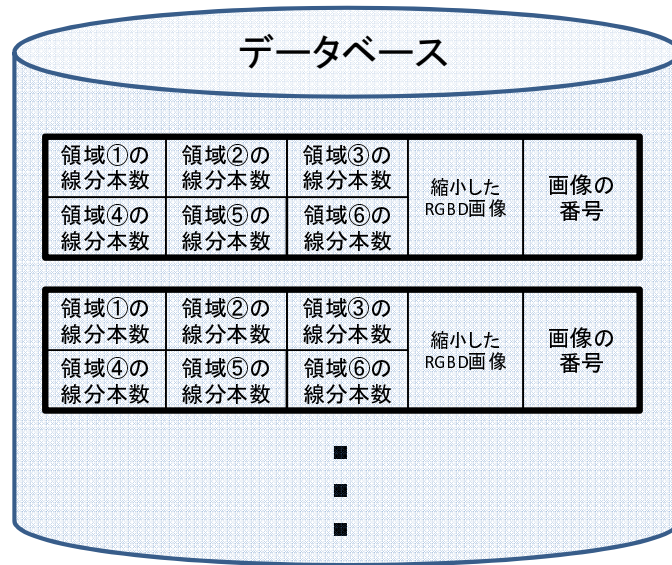 データベース
領域①の
線分本数
領域②の
線分本数
領域③の
線分本数
領域④の
線分本数
領域⑤の
線分本数
領域⑥の
線分本数
縮小した
RGBD画像
画像の
番号
領域①の
線分本数
領域②の
線分本数
領域③の
線分本数
領域④の
線分本数
領域⑤の
線分本数
領域⑥の
線分本数
縮小した
RGBD画像
画像の
番号